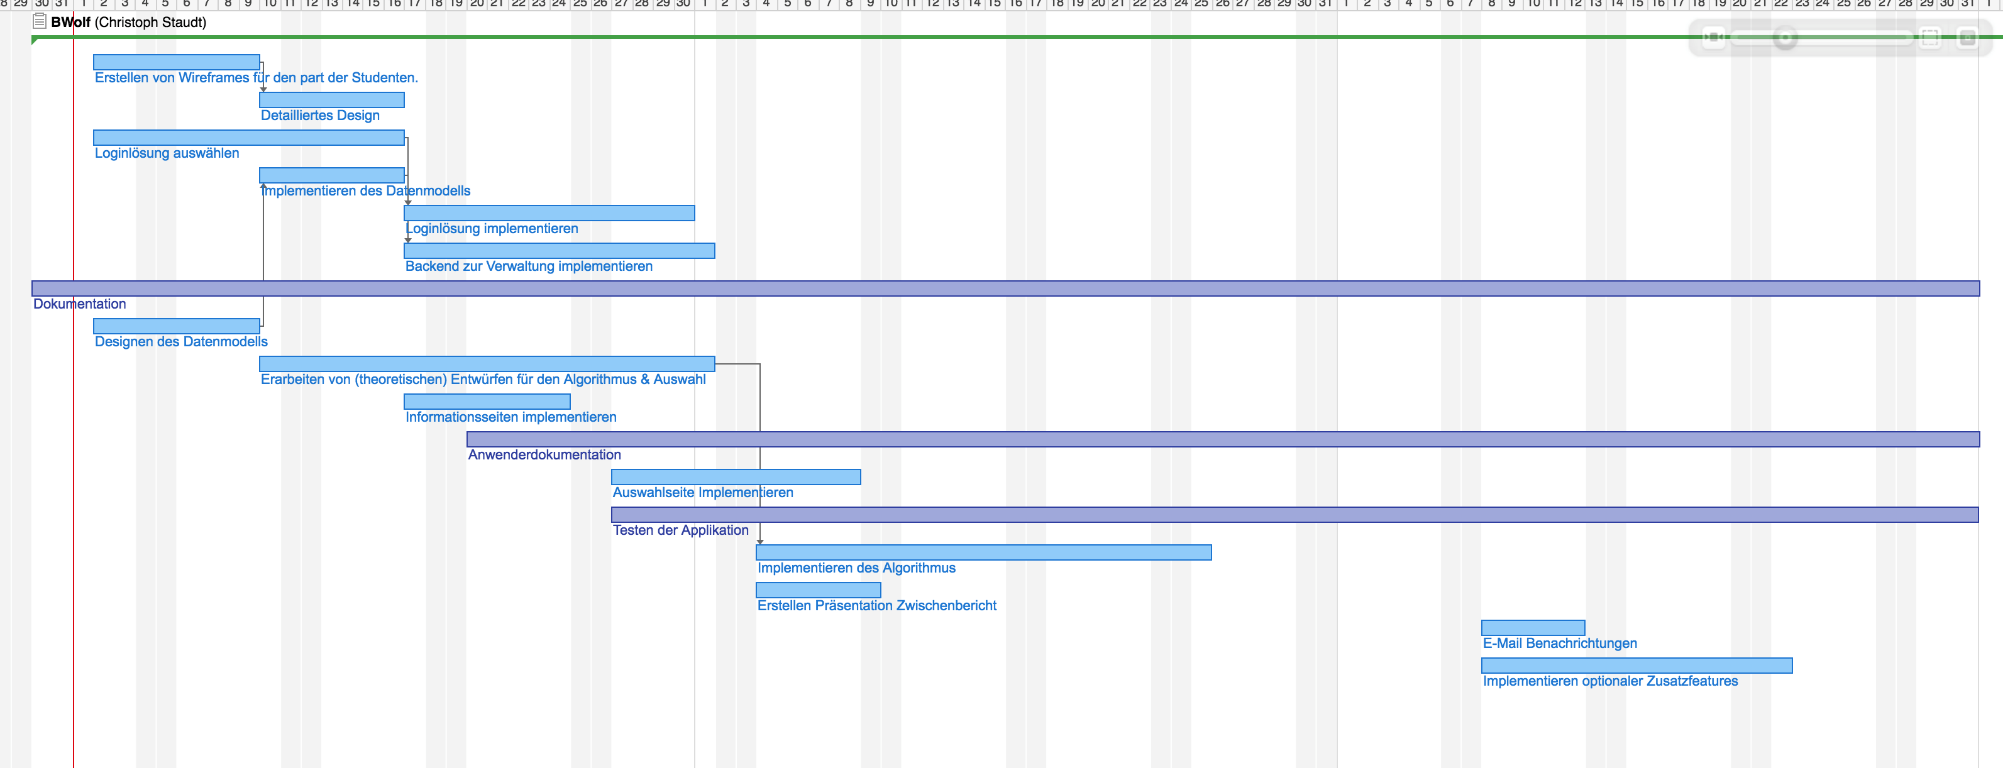 8 29 30 31 1 2 3 4 5 6 7 8 9 10 11 12 13 14 15 16 17 18 19 20 21 22 23 24 25 26 27 28 29 30 1 2 3 4 5 6 7 8 9 10 11 12 13 14 15 16 17 18 19 20 21 22 23 24 25 26 27 28 29 30 31 1 2 3 4 5 6 7 8 9 10 11 12 13 14 15 16 17 18 19 20 21 22 23 24 25 26 27 28 29 30 31 1
BWolf (Christoph Staudt)
Erstellen von Wireframes für den part der Studenten.
Detailliertes Design
Loginlösung auswählen
Implementieren des Datenmodells
Loginlösung implementieren
Backend zur Verwaltung implementieren
Dokumentation
Designen des Datenmodells
Erarbeiten von (theoretischen) Entwürfen für den Algorithmus & Auswahl
Informationsseiten implementieren
Anwenderdokumentation
Auswahlseite Implementieren
Testen der Applikation
Implementieren des Algorithmus
Erstellen Präsentation Zwischenbericht
E-Mail Benachrichtungen
Implementieren optionaler Zusatzfeatures